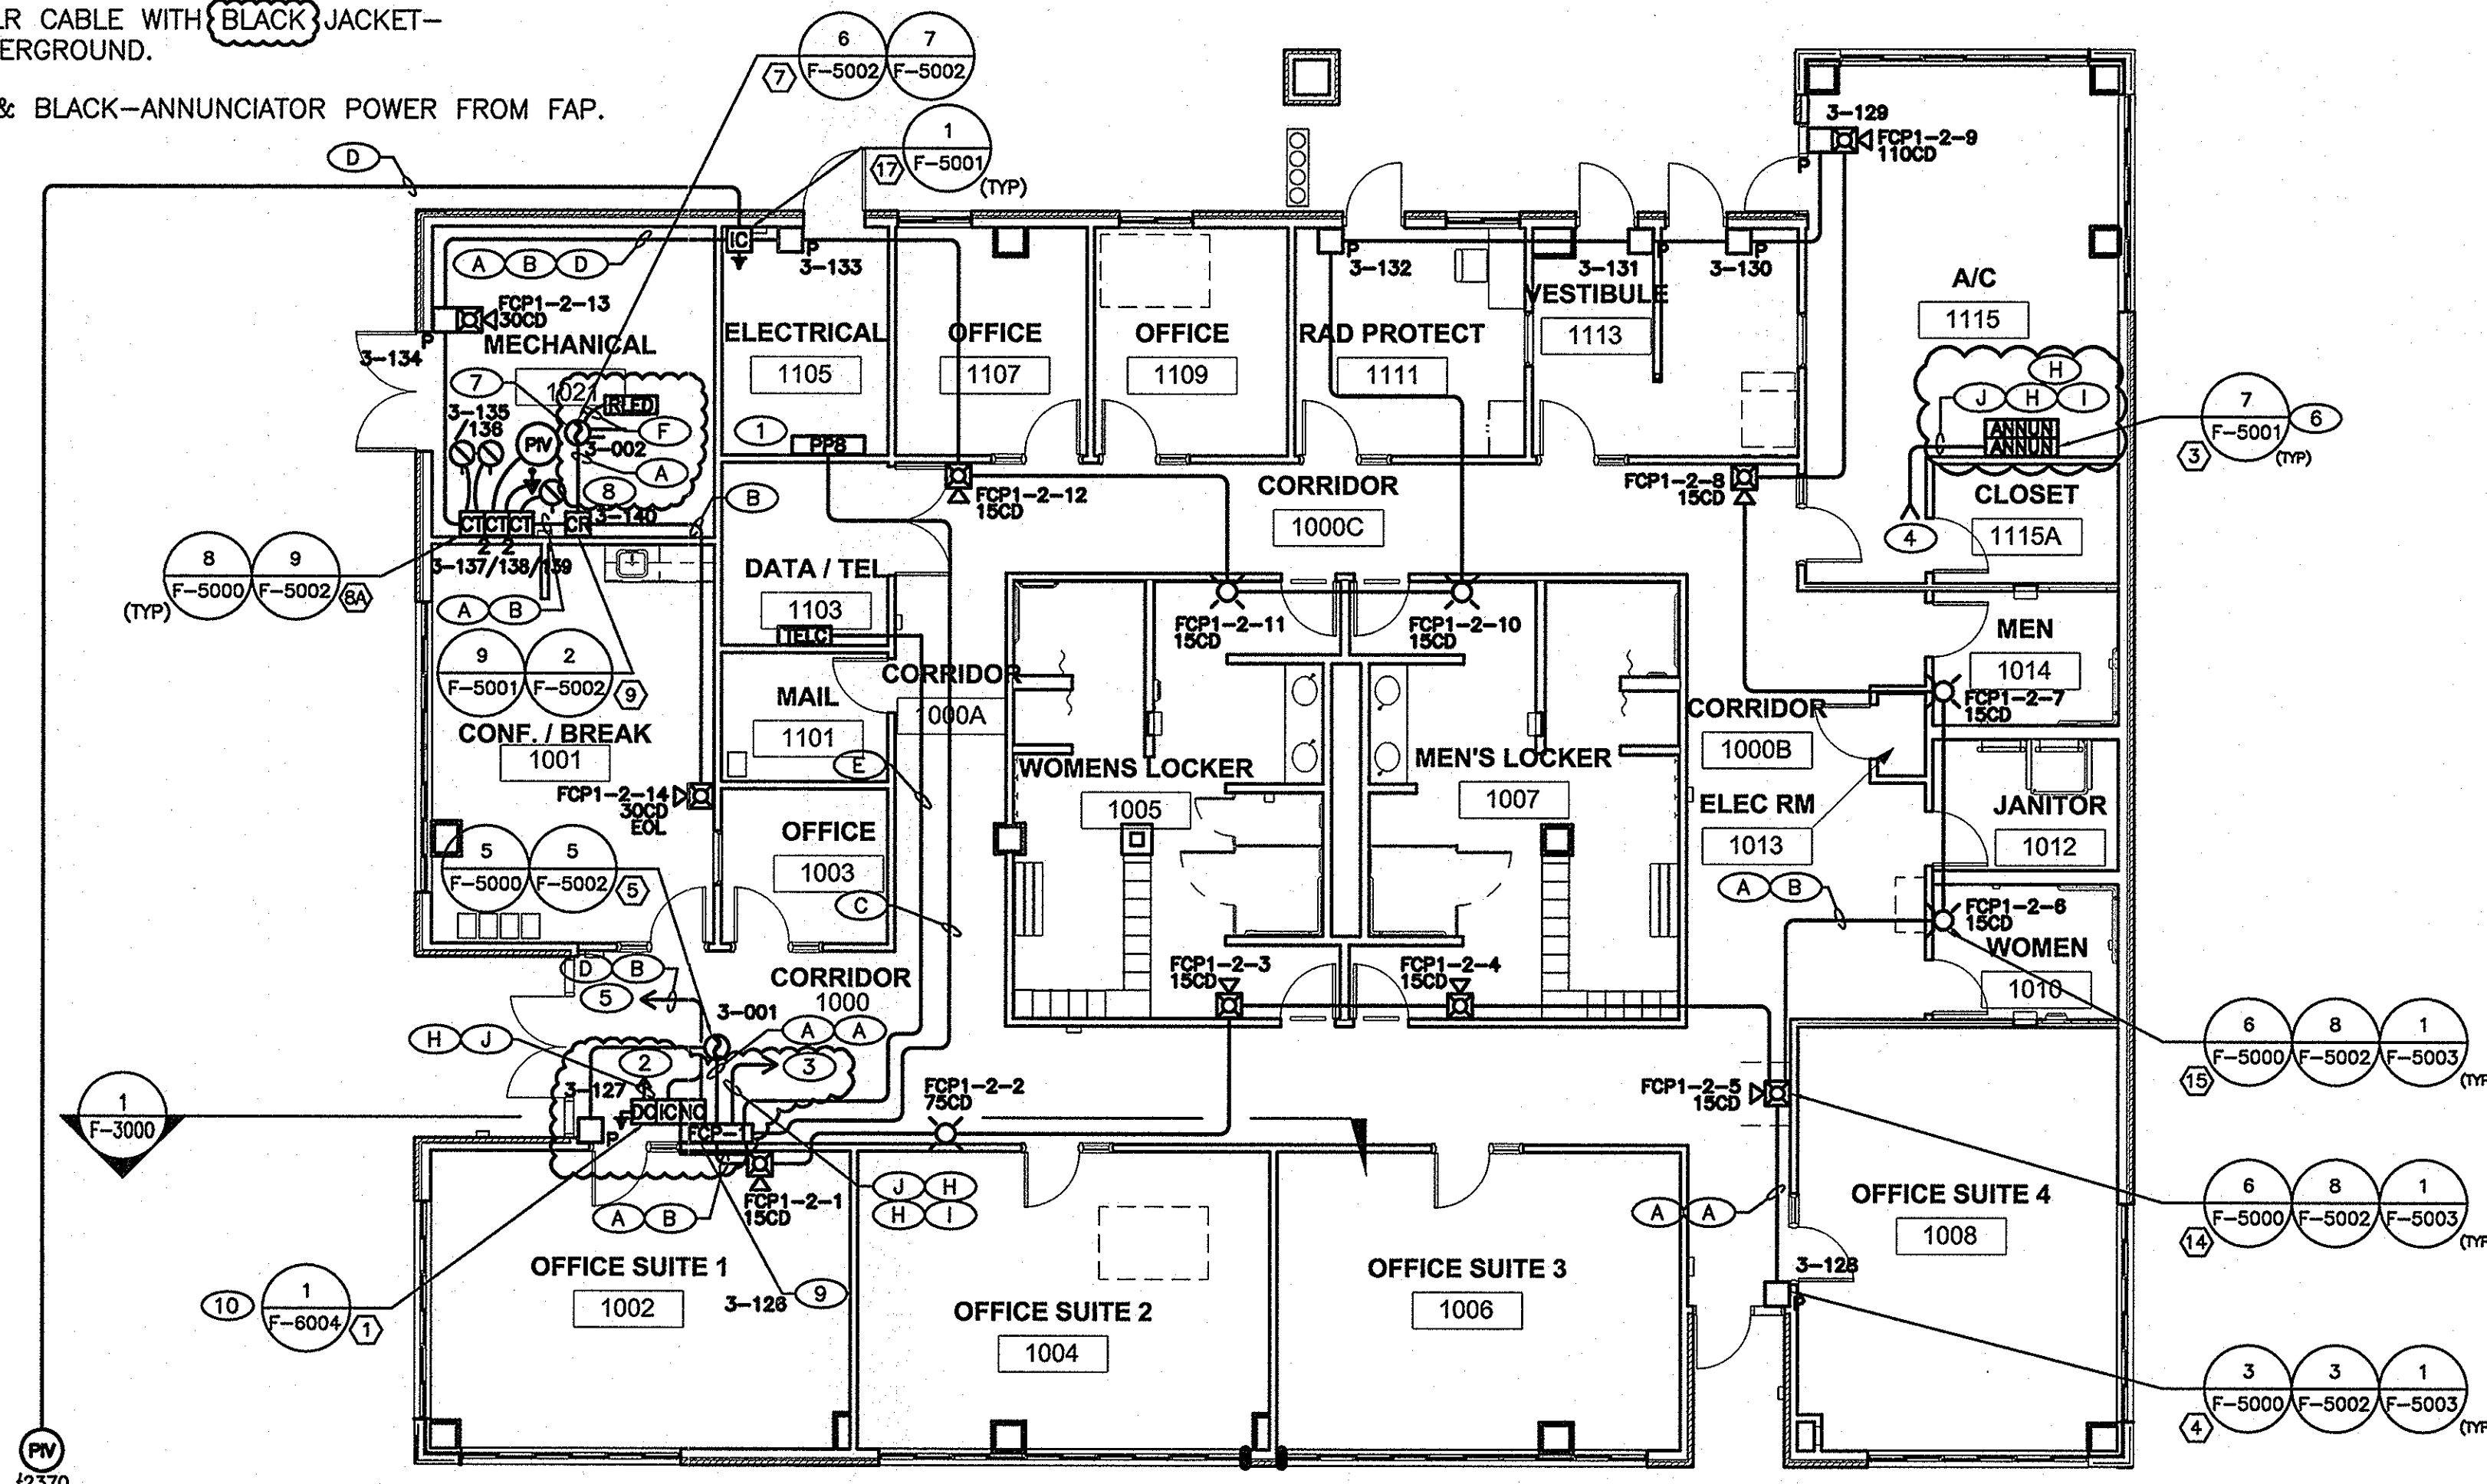 LR CABLE WITH BLACK JACKET–
ERGROUND.
& BLACK–ANNUNCIATOR POWER FROM FAP.
6
F–5002
7
F–5002
7
1
F–5001
17
(TYP)
D
3–129
FCP1–2–9
110CD
P
IC
P
3–133
P
3–132
P
3–131
P
3–130
A B D
FCP1–2–13
30CD
P
3–134
MECHANICAL
1021
ELECTRICAL
1105
OFFICE
1107
OFFICE
1109
RAD PROTECT
1111
VESTIBULE
1113
A/C
1115
H
J H I
ANNUN
ANNUN
7
F–5001
6
3
(TYP)
7
RLED
F
3–135
/136
PIV
3–002
A
8
1
PP8
B
CT CT CT CR 3–140
2 2
3–137/138/139
8
F–5000
9
F–5002
8A
(TYP)
A B
FCP1–2–12
15CD
CORRIDOR
1000C
FCP1–2–8
15CD
CLOSET
1115A
4
DATA / TEL
1103
TELC
FCP1–2–11
15CD
FCP1–2–10
15CD
MEN
1014
FCP1–2–7
15CD
9
F–5001
2
F–5002
9
CORRIDOR
1000A
MAIL
1101
E
CONF. / BREAK
1001
CORRIDOR
1000B
WOMENS LOCKER
1005
MEN'S LOCKER
1007
ELEC RM
1013
JANITOR
1012
FCP1–2–14
30CD
EOL
OFFICE
1003
5
F–5000
5
F–5002
5
C
A B
FCP1–2–6
15CD
WOMEN
1010
D B
5
CORRIDOR
1000
FCP1–2–3
15CD
FCP1–2–4
15CD
3–001
A A
H J
2
3
3–127
DC IC NC
P
FCP–1
FCP1–2–2
75CD
FCP1–2–5
15CD
6
F–5000
8
F–5002
1
F–5003
15
(TYP
1
F–3000
A B
FCP1–2–1
15CD
J H
H I
A A
6
F–5000
8
F–5002
1
F–5003
14
(TYP
OFFICE SUITE 1
1002
3–126
9
OFFICE SUITE 2
1004
OFFICE SUITE 3
1006
OFFICE SUITE 4
1008
3–128
P
10
1
F–6004
1
3
F–5000
3
F–5002
1
F–5003
4
(TYP
PIV